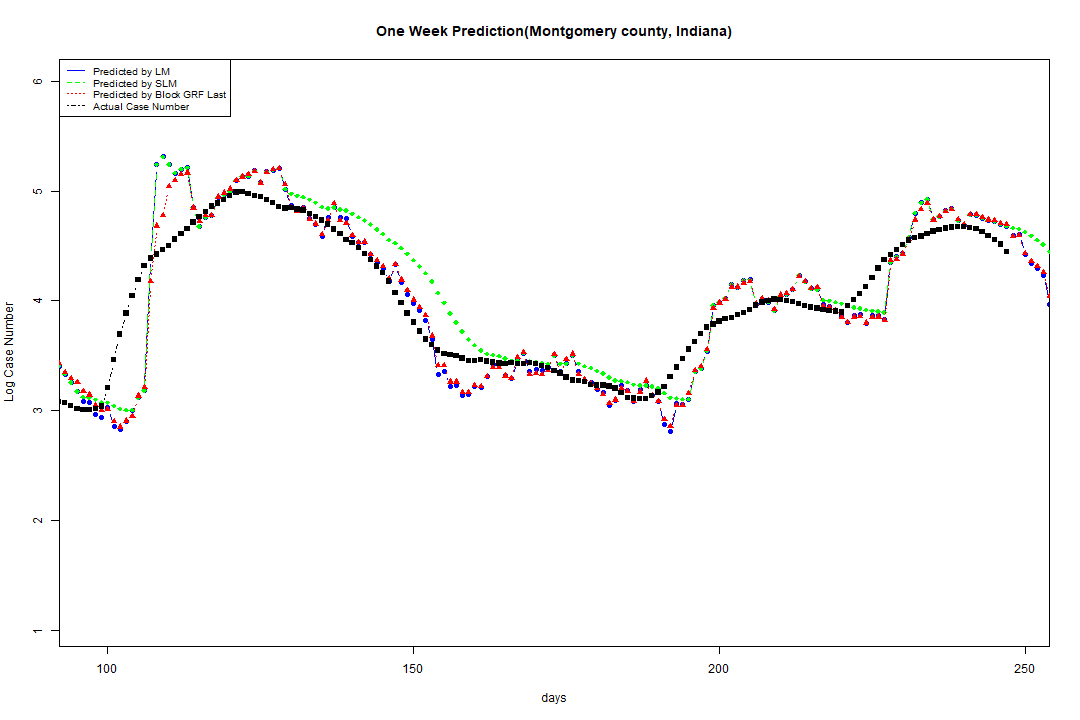 One Week Prediction(Montgomery county, Indiana)
Predicted by LM
Predicted by SLM
Predicted by Block GRF Last
Actual Case Number
6
5
4
3
2
1
Log Case Number
100
150
200
250
days